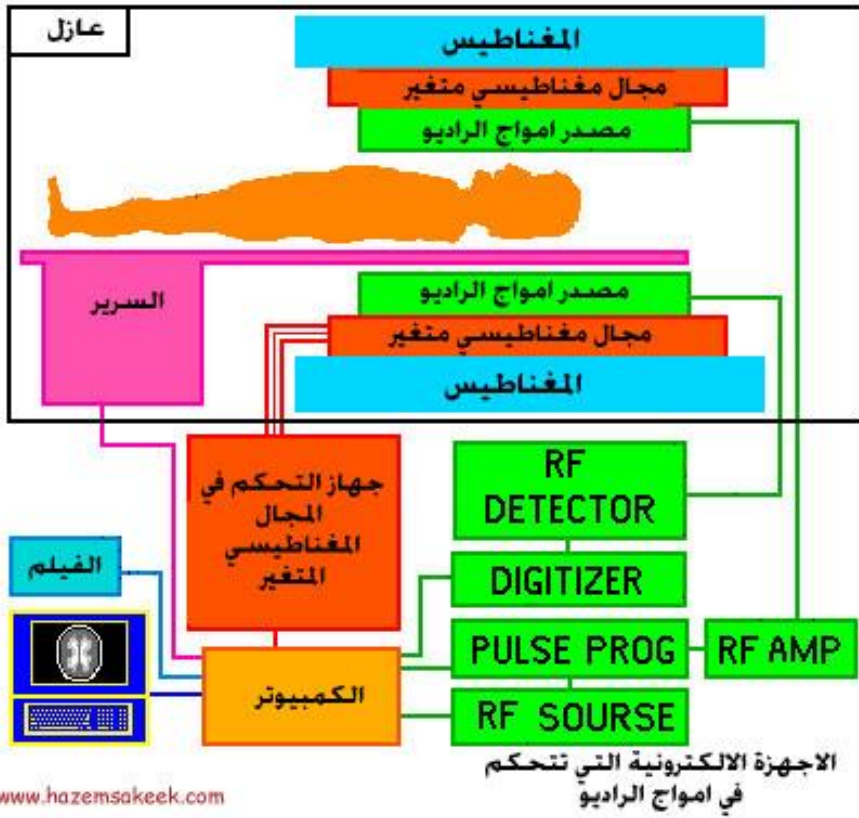 عازل
المغناطيس
مجال مغناطيسي متغير
مصدر امواج الراديو
السرير
مصدر امواج الراديو
مجال مغناطيسي متغير
المغناطيس
جهاز التحكم في
المجال
المغناطيسي
المتغير
RF
DETECTOR
الفيلم
DIGITIZER
PULSE PROG
RF AMP
الكمبيوتر
RF SOURSE
الاجهزة الالكترونية التي تتحكم
في امواج الراديو
www.hazemsakeek.com